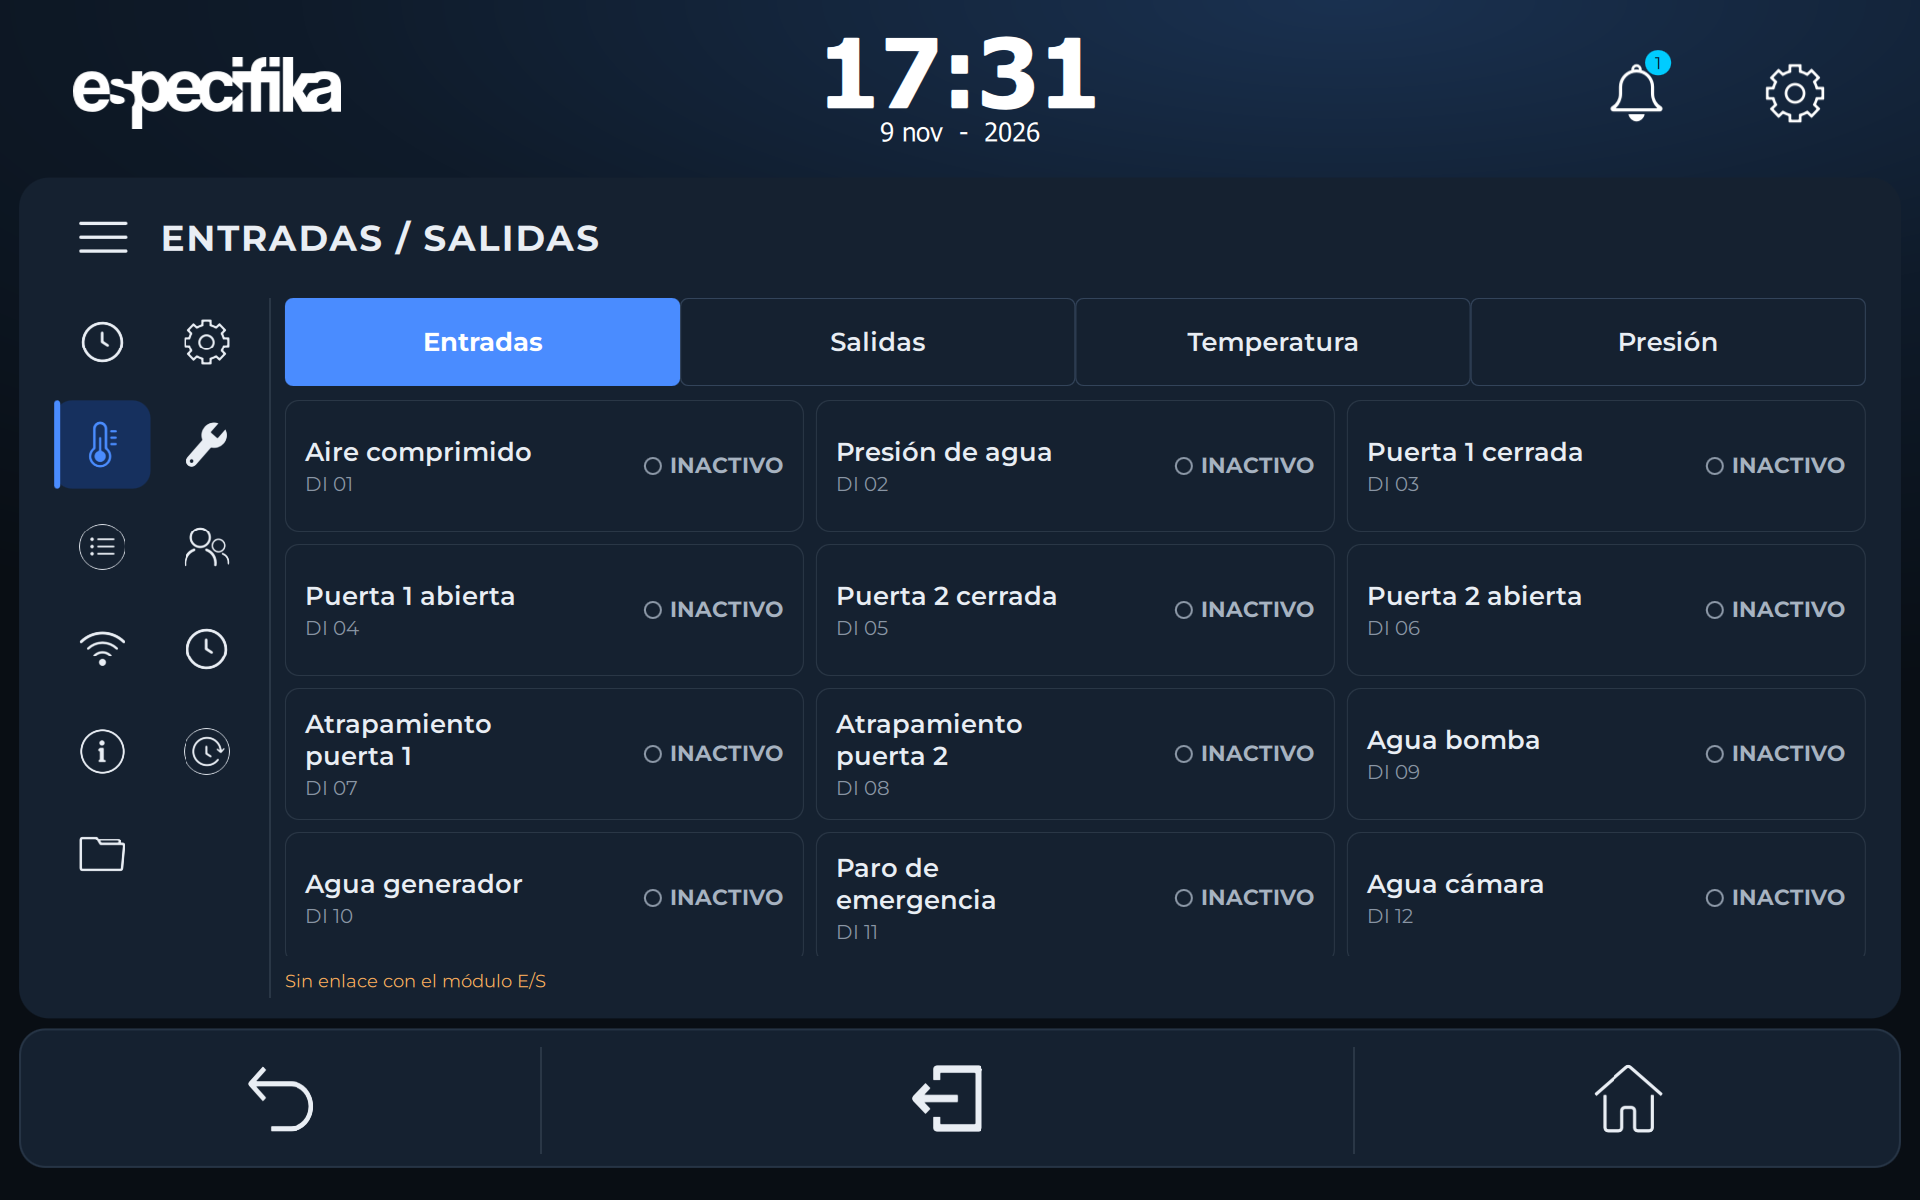 especifika
17:31
9 nov - 2026
1
ENTRADAS / SALIDAS
Entradas
Salidas
Temperatura
Presión
Aire comprimido
DI 01
INACTIVO
Presión de agua
DI 02
INACTIVO
Puerta 1 cerrada
DI 03
INACTIVO
Puerta 1 abierta
DI 04
INACTIVO
Puerta 2 cerrada
DI 05
INACTIVO
Puerta 2 abierta
DI 06
INACTIVO
Atrapamiento
puerta 1
DI 07
INACTIVO
Atrapamiento
puerta 2
DI 08
INACTIVO
Agua bomba
DI 09
INACTIVO
Agua generador
DI 10
INACTIVO
Paro de
emergencia
DI 11
INACTIVO
Agua cámara
DI 12
INACTIVO
Sin enlace con el módulo E/S